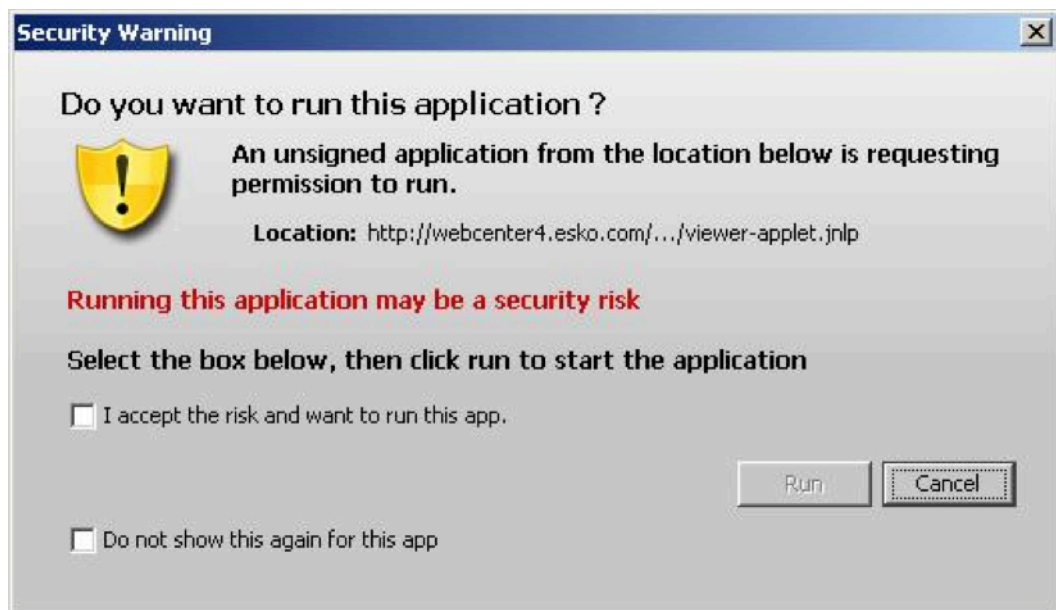 Security Warning
Do you want to run this application ?
An unsigned application from the location below is requesting
permission to run.
Location: http://webcenter4.esko.com/.../viewer-applet.jnlp
Running this application may be a security risk
Select the box below, then click run to start the application
I accept the risk and want to run this app.
Run Cancel
Do not show this again for this app